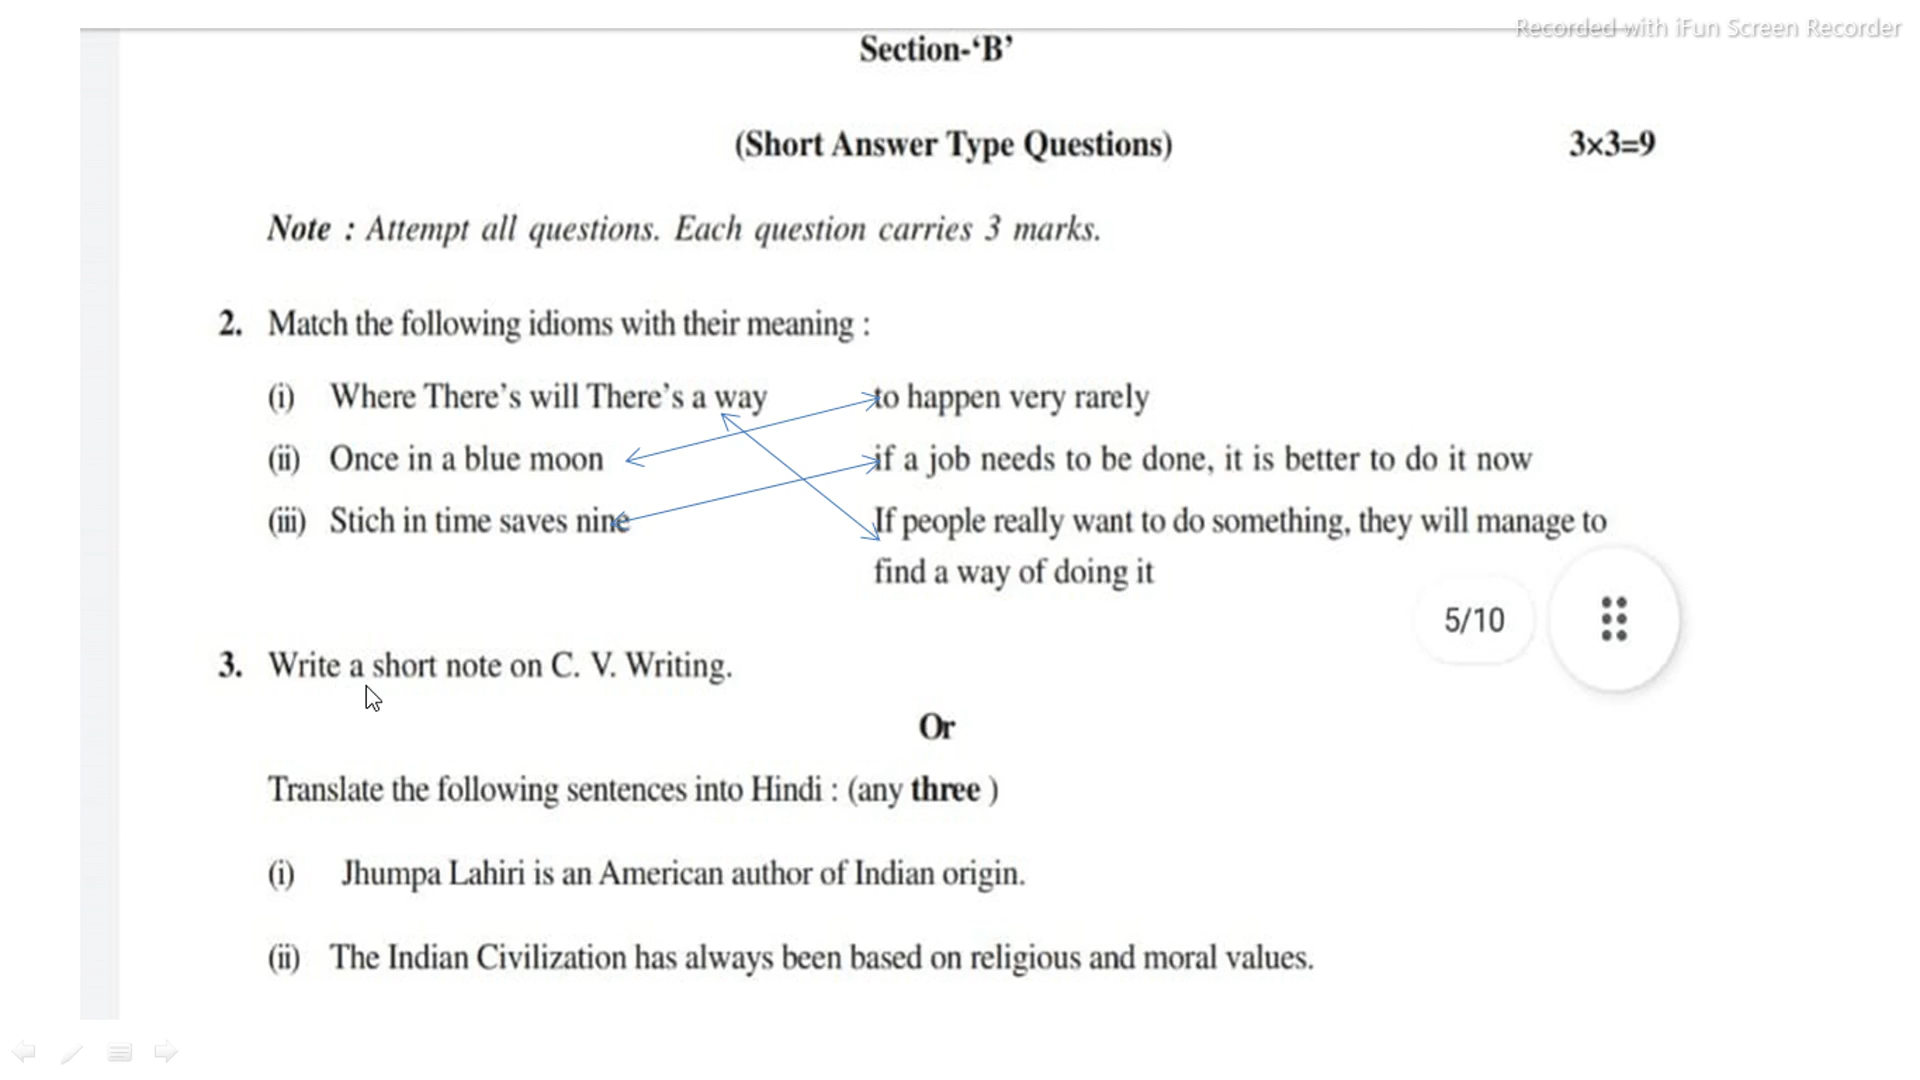 Recorded with iFun Screen Recorder
Section-‘B’
(Short Answer Type Questions) 3×3=9
Note : Attempt all questions. Each question carries 3 marks.
2. Match the following idioms with their meaning :
(i) Where There’s will There’s a way to happen very rarely
(ii) Once in a blue moon if a job needs to be done, it is better to do it now
(iii) Stich in time saves nine If people really want to do something, they will manage to
find a way of doing it
5/10
3. Write a short note on C. V. Writing.
Or
Translate the following sentences into Hindi : (any three )
(i) Jhumpa Lahiri is an American author of Indian origin.
(ii) The Indian Civilization has always been based on religious and moral values.